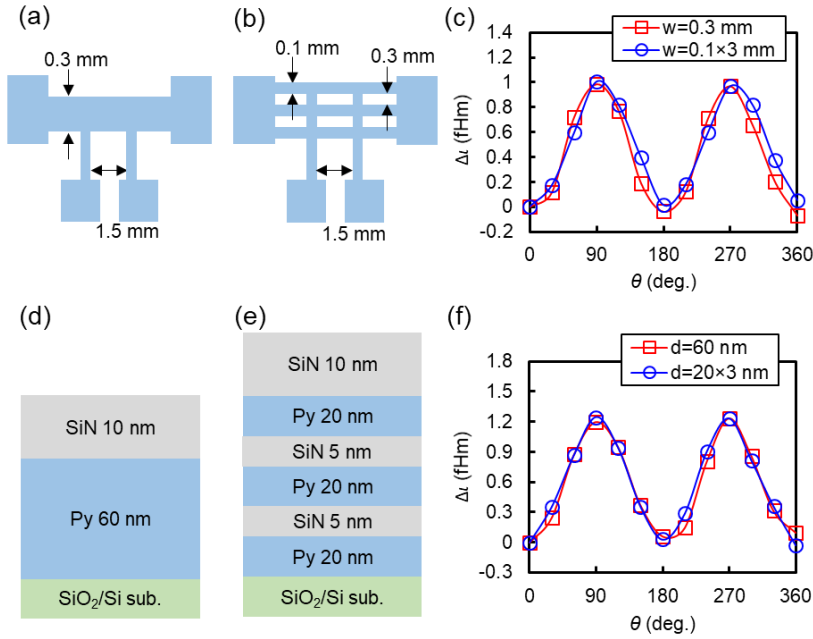 (a)
0.3 mm
1.5 mm
(b)
0.1 mm
0.3 mm
1.5 mm
(c)
w=0.3 mm
w=0.1×3 mm
1.4
1.2
1
0.8
0.6
0.4
0.2
0
-0.2
Δι (fHm)
0 90 180 270 360
θ (deg.)
(d)
SiN 10 nm
Py 60 nm
SiO₂/Si sub.
(e)
SiN 10 nm
Py 20 nm
SiN 5 nm
Py 20 nm
SiN 5 nm
Py 20 nm
SiO₂/Si sub.
(f)
d=60 nm
d=20×3 nm
1.8
1.5
1.2
0.9
0.6
0.3
0
-0.3
Δι (fHm)
0 90 180 270 360
θ (deg.)